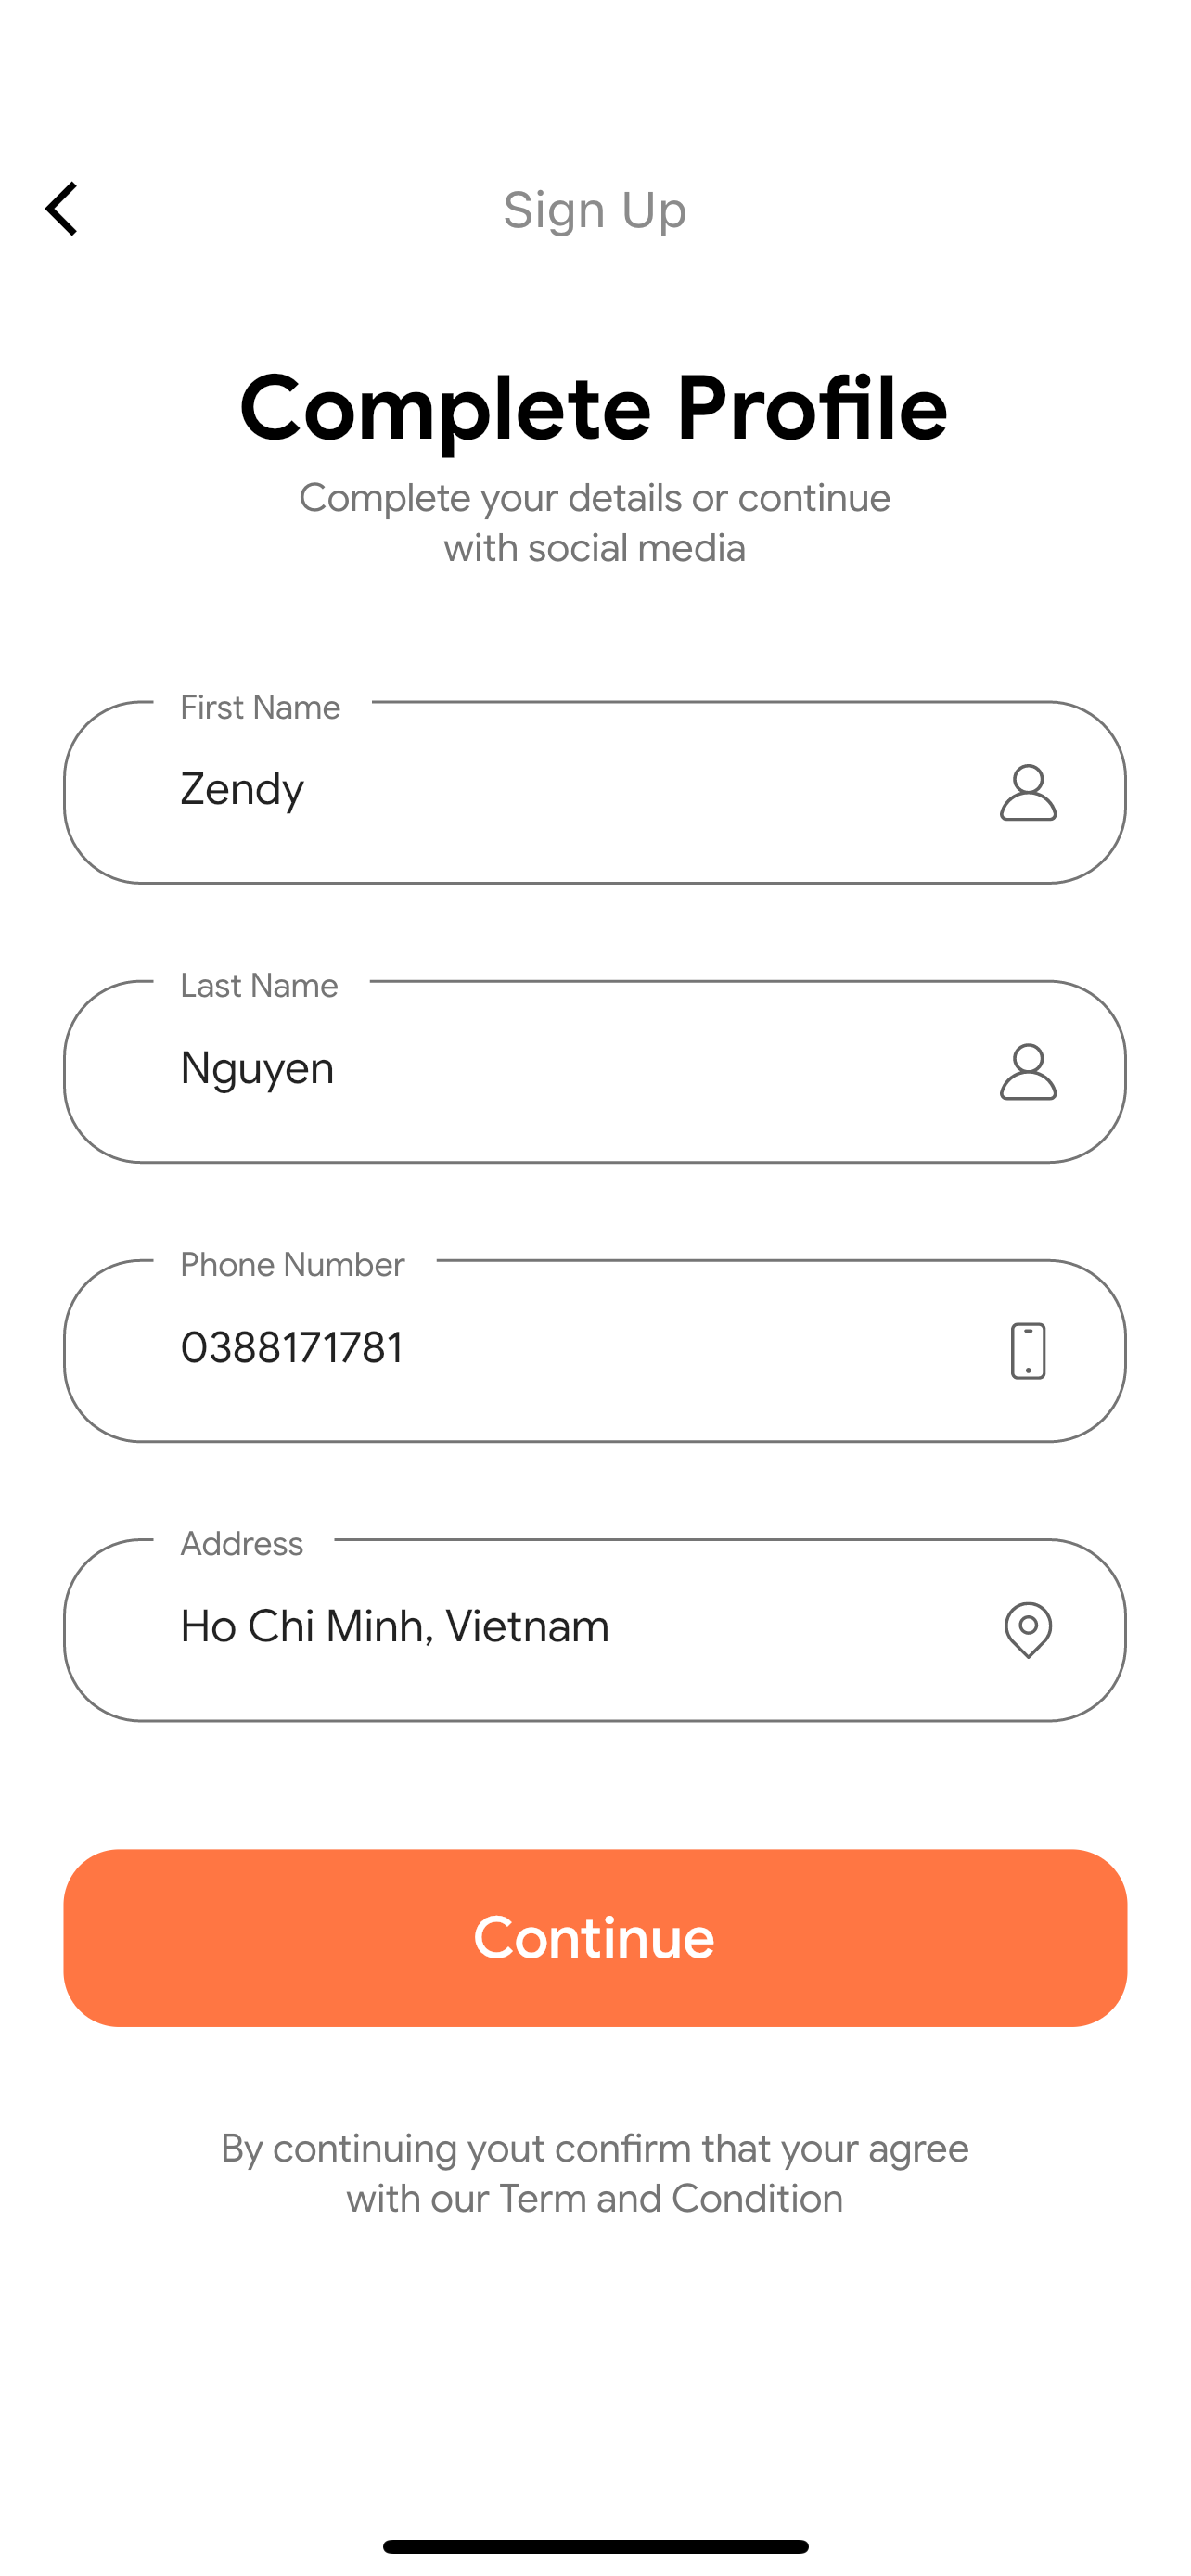 Sign Up
Complete Profile
Complete your details or continue
with social media
First Name
Zendy
Last Name
Nguyen
Phone Number
0388171781
Address
Ho Chi Minh, Vietnam
Continue
By continuing yout confirm that your agree
with our Term and Condition